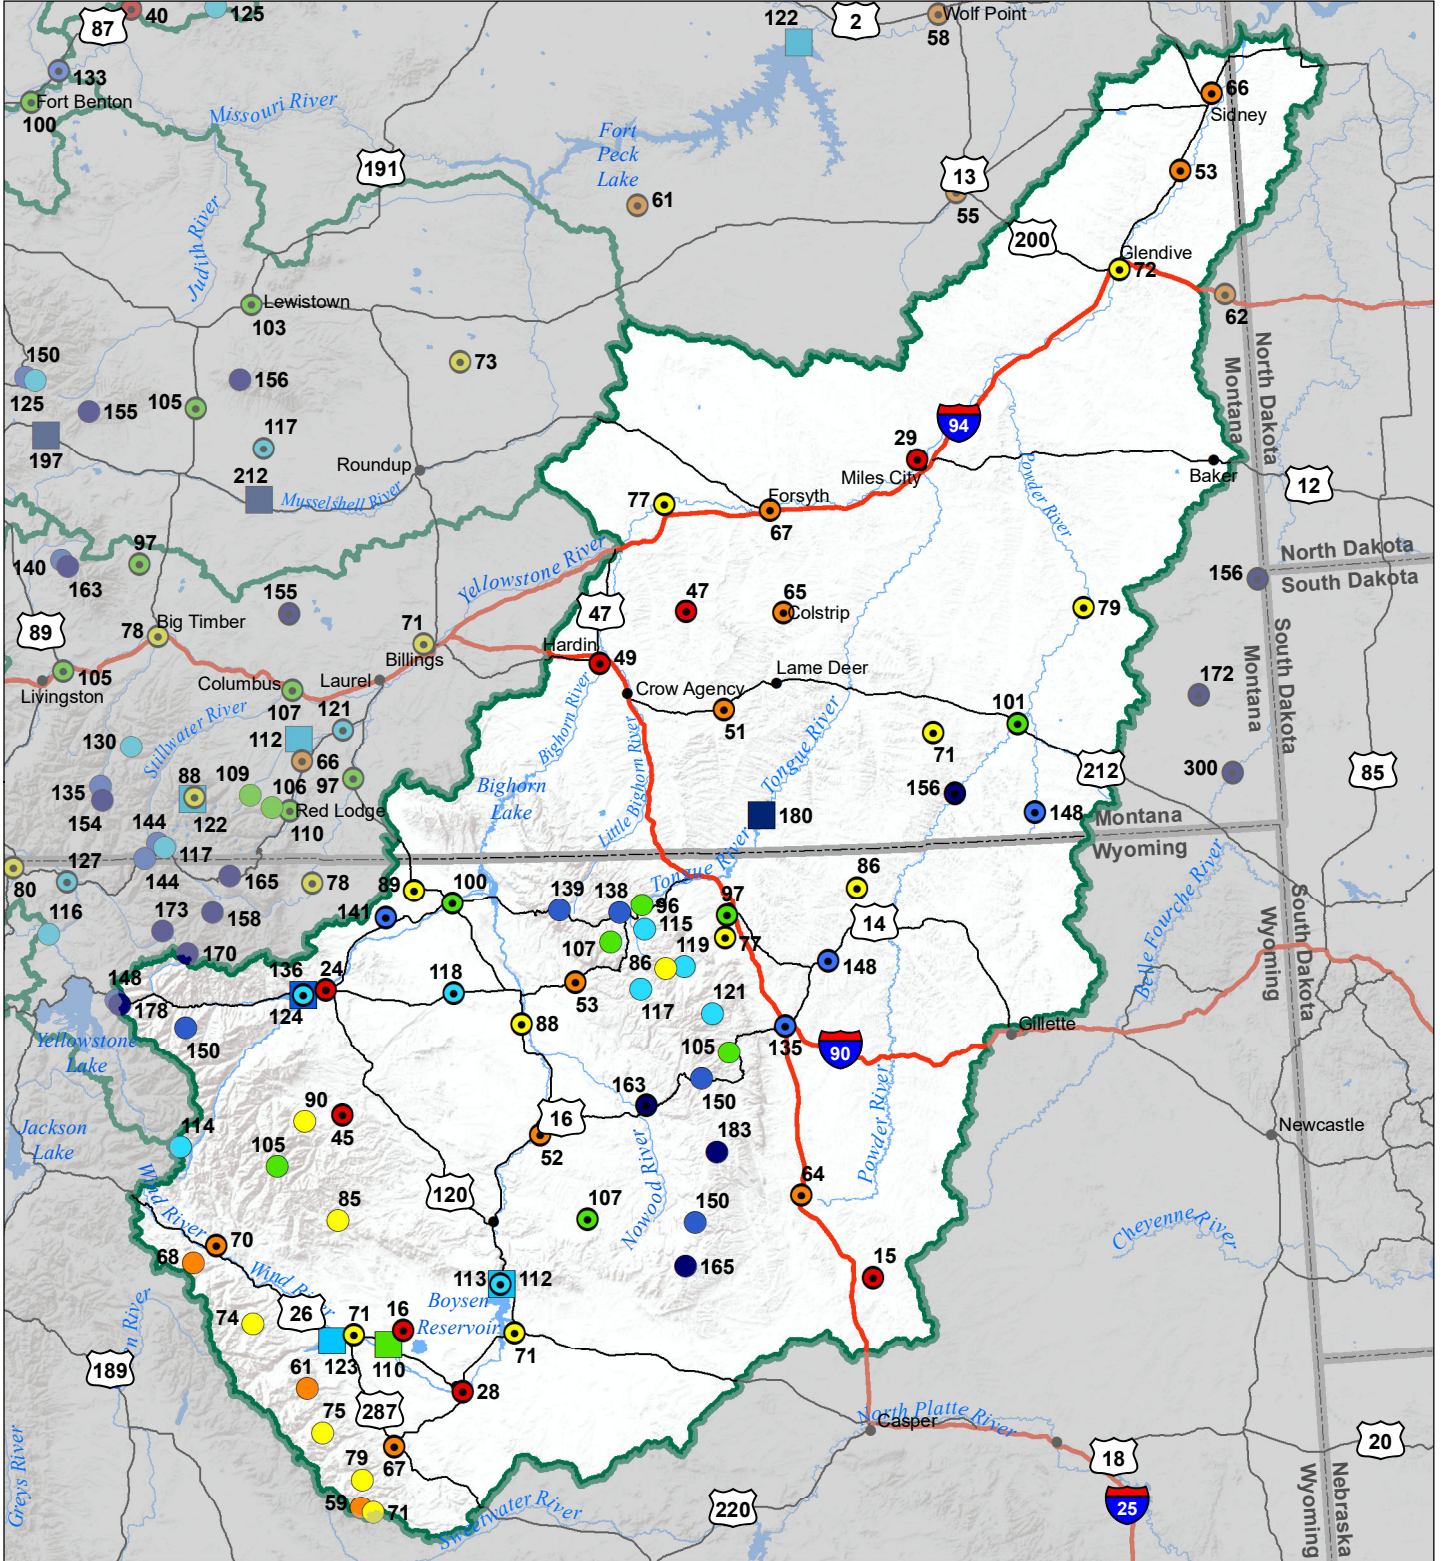 87
40
125
122
2
Wolf Point
58
133
Fort Benton
100
Missouri River
66
Sidney
191
Fort
Peck
Lake
61
13
55
53
200
Judith River
Glendive
72
Lewistown
103
62
150
125
156
155
105
73
North Dakota
Montana
117
197
212
Musselshell River
Roundup
94
29
Miles City
Baker
12
Powder River
77
Forsyth
67
Yellowstone River
North Dakota
South Dakota
156
140
163
97
155
89
78
Big Timber
71
Billings
47
47
65
Colstrip
79
Hardin
49
105
Livingston
Columbus
Laurel
Crow Agency
Lame Deer
51
101
71
172
South Dakota
Montana
107
121
112
Stillwater River
130
66
97
Bighorn River
Little Bighorn River
Tongue River
212
300
85
156
148
180
88
109
106
135
154
122
Red Lodge
110
Bighorn
Lake
144
117
144
Montana
Wyoming
127
80
165
78
89
100
Tongue River
86
116
173
158
141
139
138
96
115
97
14
77
107
119
86
148
Belle Fourche River
South Dakota
Wyoming
170
148
178
136
24
124
118
53
117
121
88
Gillette
150
Yellowstone
Lake
105
135
90
150
163
16
52
Jackson
Lake
114
90
45
105
183
Powder River
Newcastle
Wind River
120
85
107
Nowood River
150
64
Cheyenne River
70
68
165
15
Wind River
113
112
Boysen
Reservoir
26
74
71
16
123
110
71
189
61
28
287
75
67
79
59
71
Sweetwater River
North Platte River
Casper
220
18
25
20
Nebraska
Wyoming
Greys River
n River